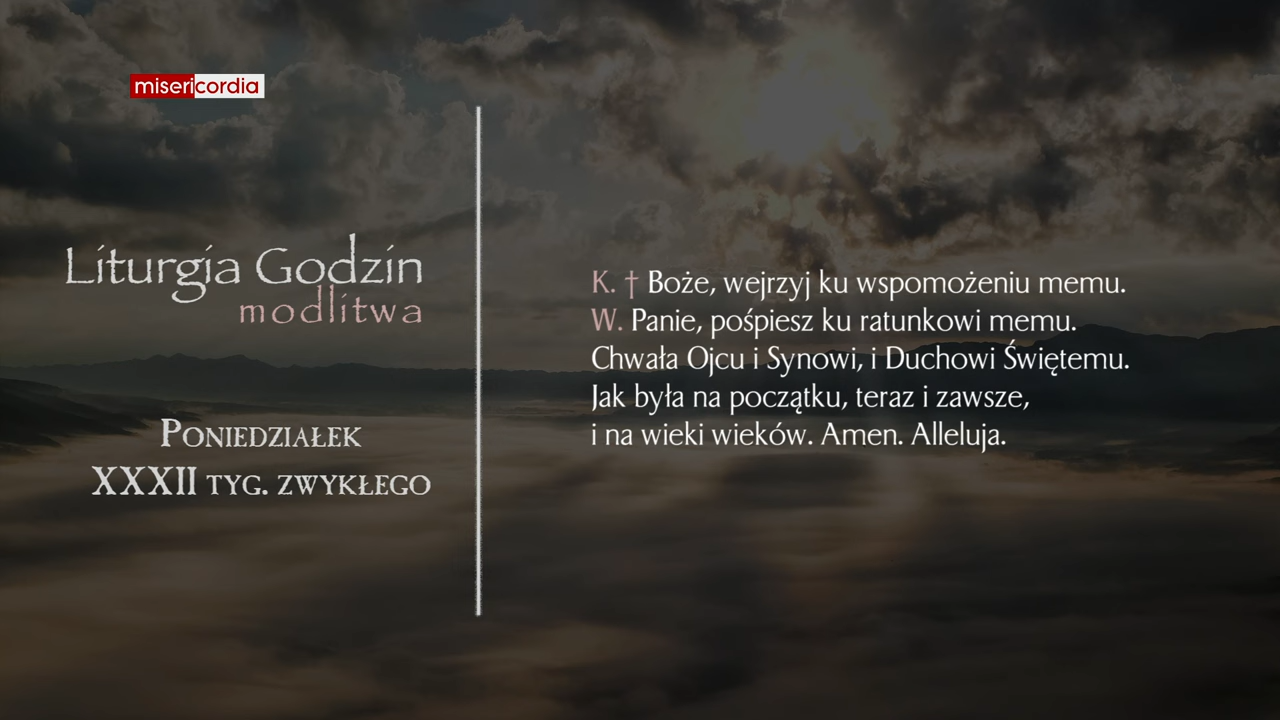 misericordia
Liturgia Godzin
modlitwa
Poniedziałek
XXXII tyg. zwykłego
K. † Boże, wejrzyj ku wspomożeniu memu.
W. Panie, pośpiesz ku ratunkowi memu.
Chwała Ojcu i Synowi, i Duchowi Świętemu.
Jak była na początku, teraz i zawsze,
i na wieki wieków. Amen. Alleluja.